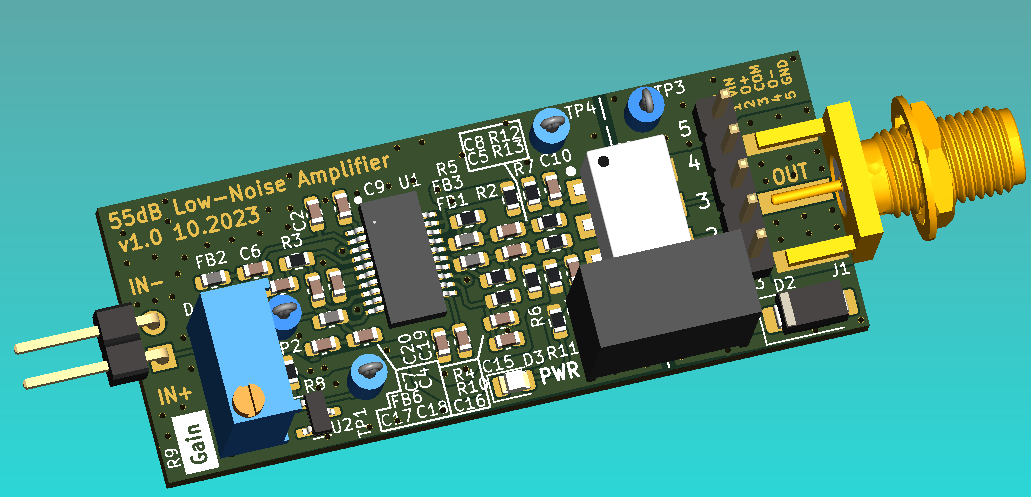 55dB Low-Noise Amplifier
v1.0 10.2023
IN-
IN+
FB2
C6
R3
C2
C9
U1
R5
FB3
FD1
R2
R7
C10
C8 R12
C5 R13
TP4
TP3
VIN
O+
COM
O-
GND
1 2 3 4 5
5
4
3
OUT
J1
D2
R6
R11
D3
PWR
C15
R4
R10
C16
C20
C19
C7
C4
FB6
C17 C18
TP1
P2
R8
U2
R9
Gain